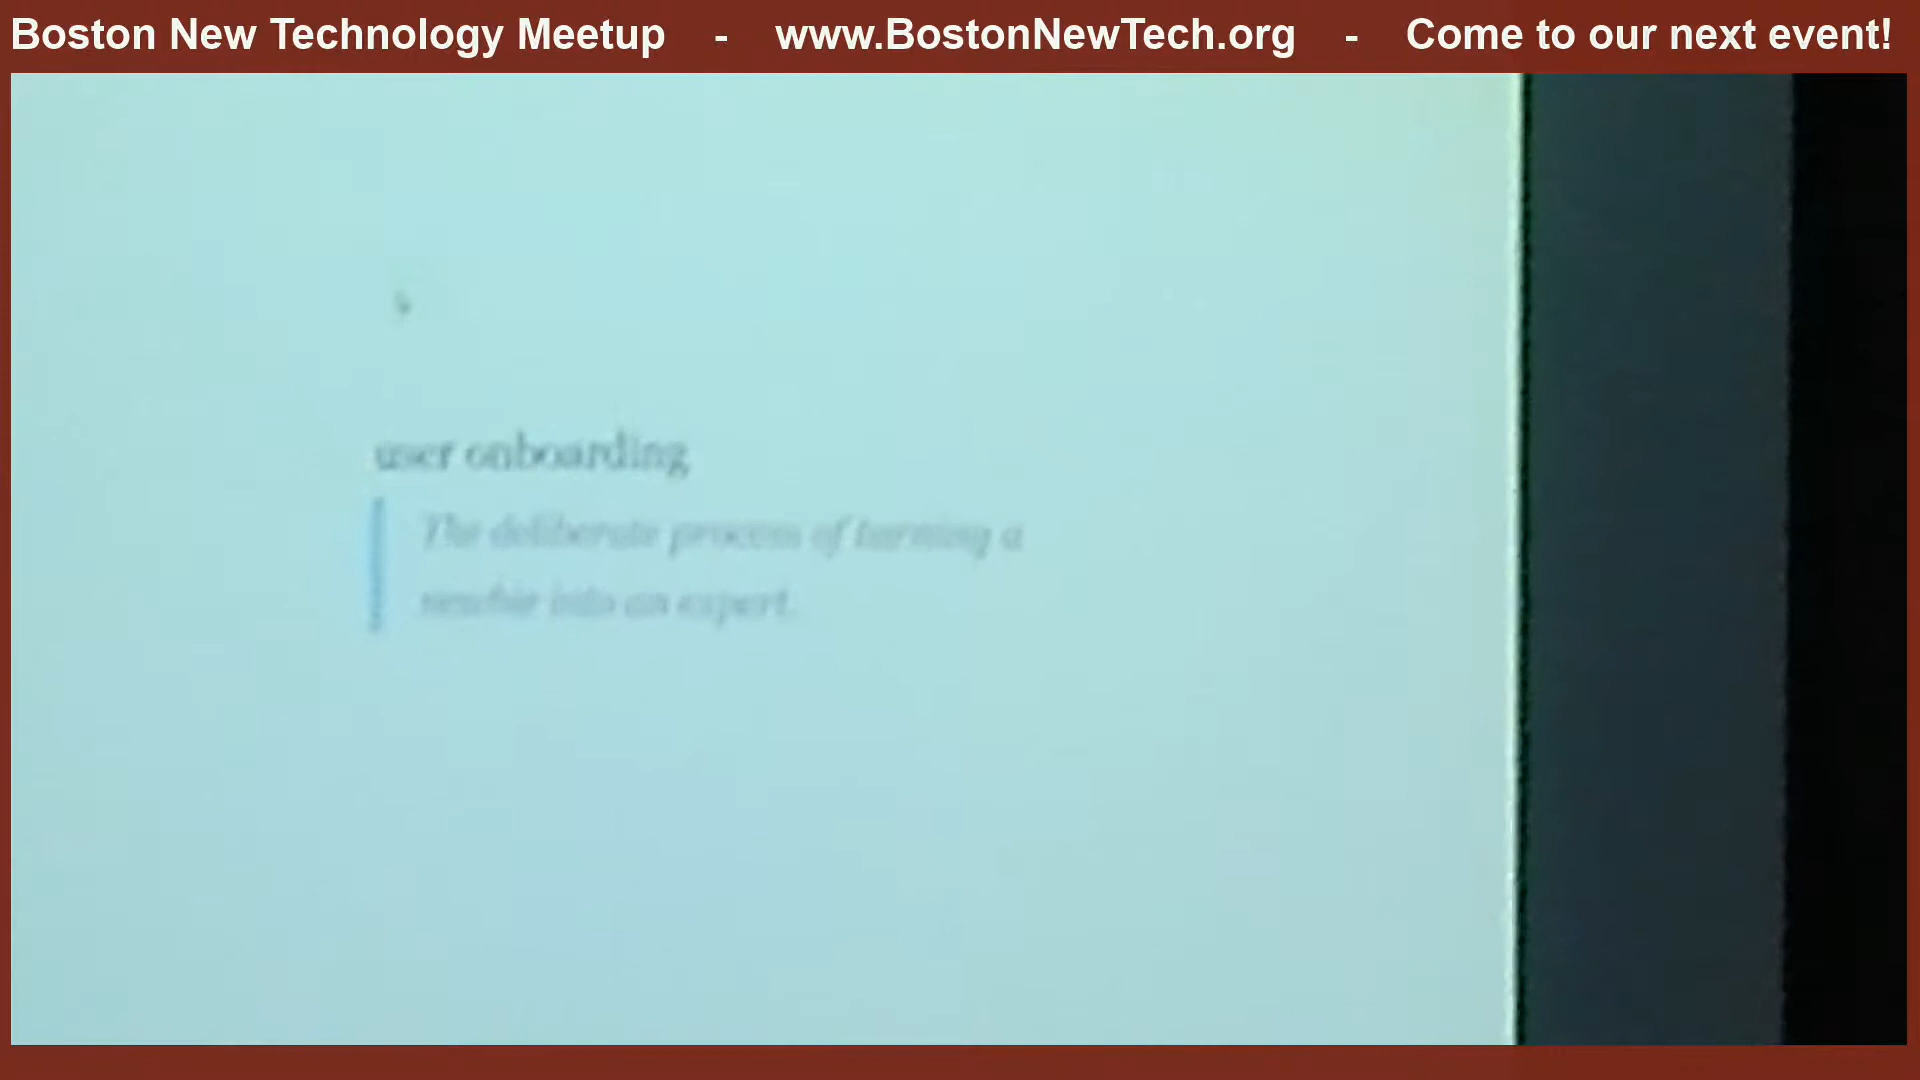 Boston New Technology Meetup - www.BostonNewTech.org - Come to our next event!
user onboarding
The deliberate process of turning a
newbie into an expert.